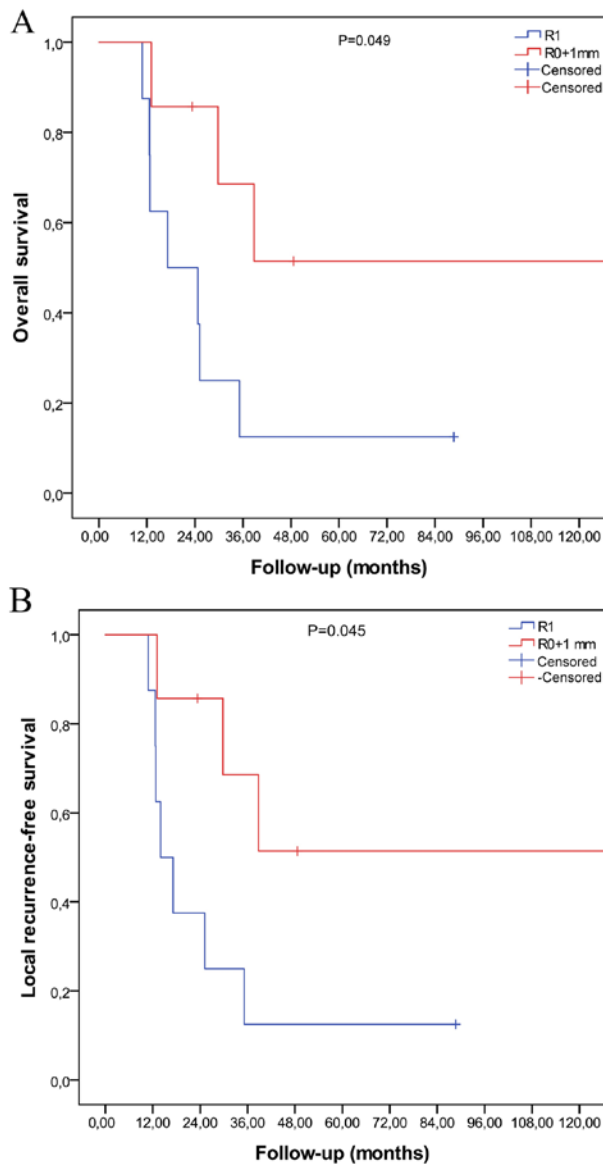 A
P=0.049
R1
R0+1mm
Censored
Censored
1,0
0,8
0,6
0,4
0,2
0,0
Overall survival
0,00 12,00 24,00 36,00 48,00 60,00 72,00 84,00 96,00 108,00 120,00
Follow-up (months)
B
P=0.045
R1
R0+1 mm
Censored
-Censored
1,0
0,8
0,6
0,4
0,2
0,0
Local recurrence-free survival
0,00 12,00 24,00 36,00 48,00 60,00 72,00 84,00 96,00 108,00 120,00
Follow-up (months)